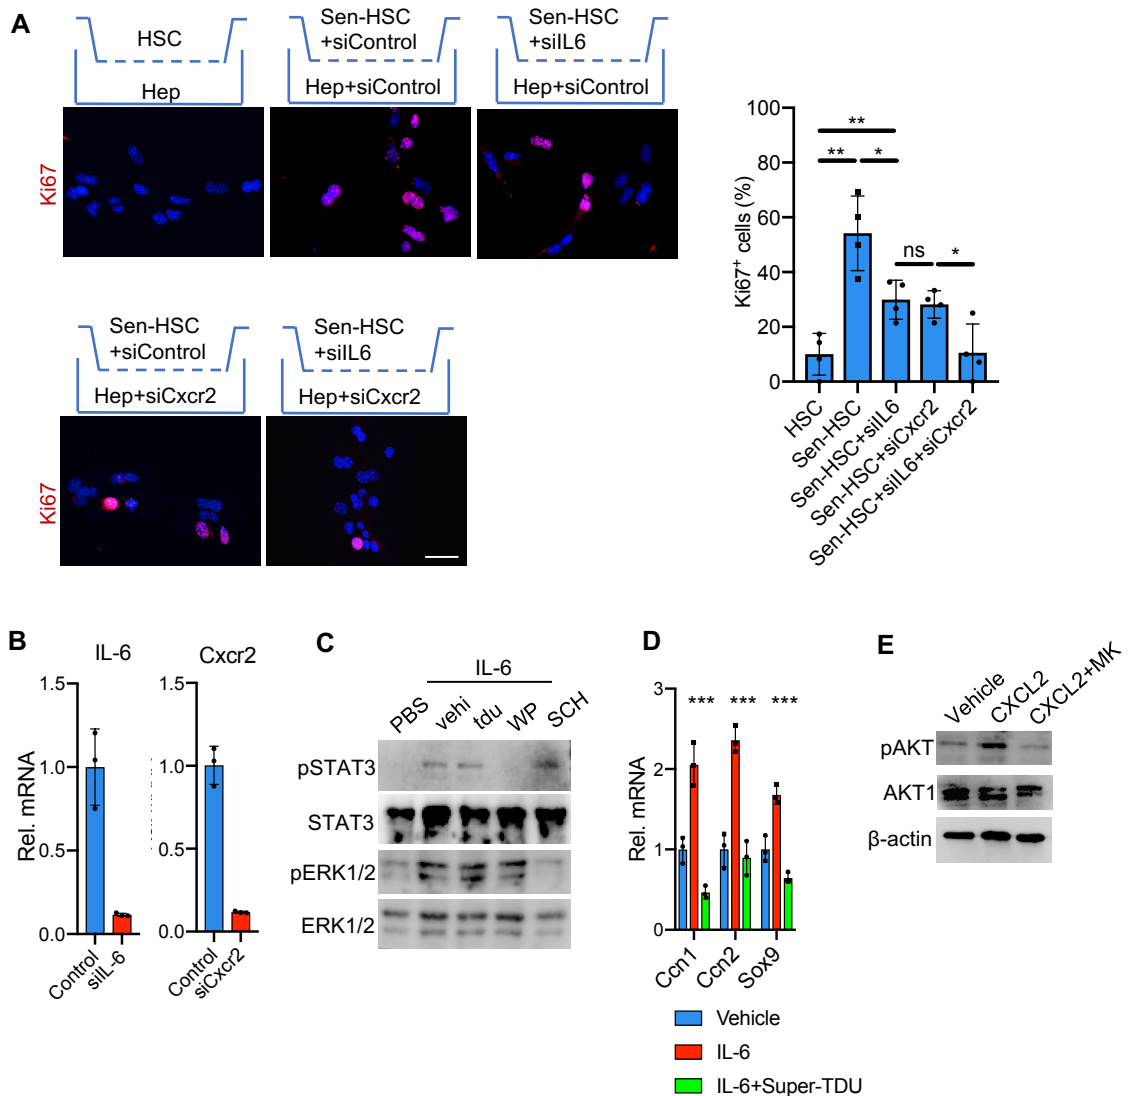 A
HSC
Hep
Sen-HSC
+siControl
Hep+siControl
Sen-HSC
+siIL6
Hep+siControl
Ki67
Sen-HSC
+siControl
Hep+siCxcr2
Sen-HSC
+siIL6
Hep+siCxcr2
Ki67
Ki67+ cells (%)
100
80
60
40
20
0
**
**
*
ns
*
HSC
Sen-HSC
Sen-HSC+siIL6
Sen-HSC+siCxcr2
Sen-HSC+siIL6+siCxcr2
B
IL-6
Rel. mRNA
1.5
1.0
0.5
0.0
Control
siIL-6
Cxcr2
1.5
1.0
0.5
0.0
Control
siCxcr2
C
IL-6
PBS
vehi
tdu
WP
SCH
pSTAT3
STAT3
pERK1/2
ERK1/2
D
Rel. mRNA
3
2
1
0
*** *** ***
Ccn1
Ccn2
Sox9
Vehicle
IL-6
IL-6+Super-TDU
E
Vehicle
CXCL2
CXCL2+MK
pAKT
AKT1
β-actin